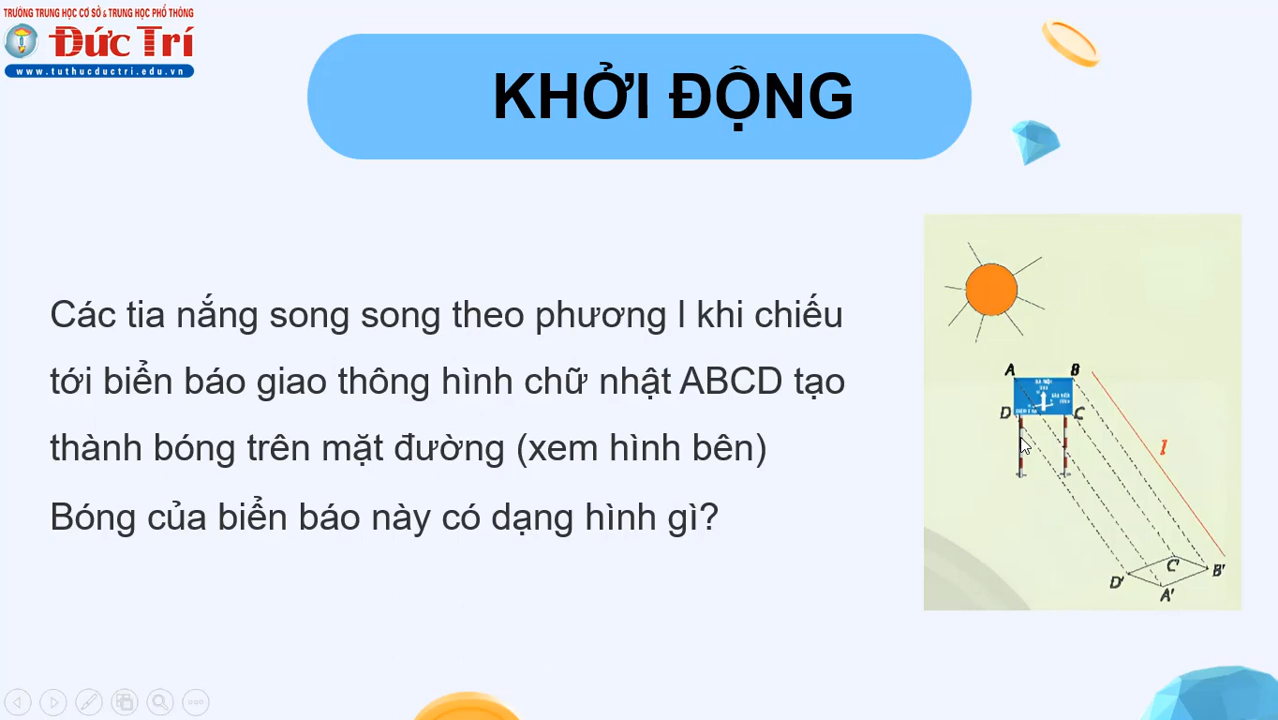 TRƯỜNG TRUNG HỌC CƠ SỞ & TRUNG HỌC PHỔ THÔNG
Đức Trí
www.tuthucductri.edu.vn
KHỞI ĐỘNG
Các tia nắng song song theo phương l khi chiếu
tới biển báo giao thông hình chữ nhật ABCD tạo
thành bóng trên mặt đường (xem hình bên)
Bóng của biển báo này có dạng hình gì?
A
B
D
C
l
C'
B'
D'
A'